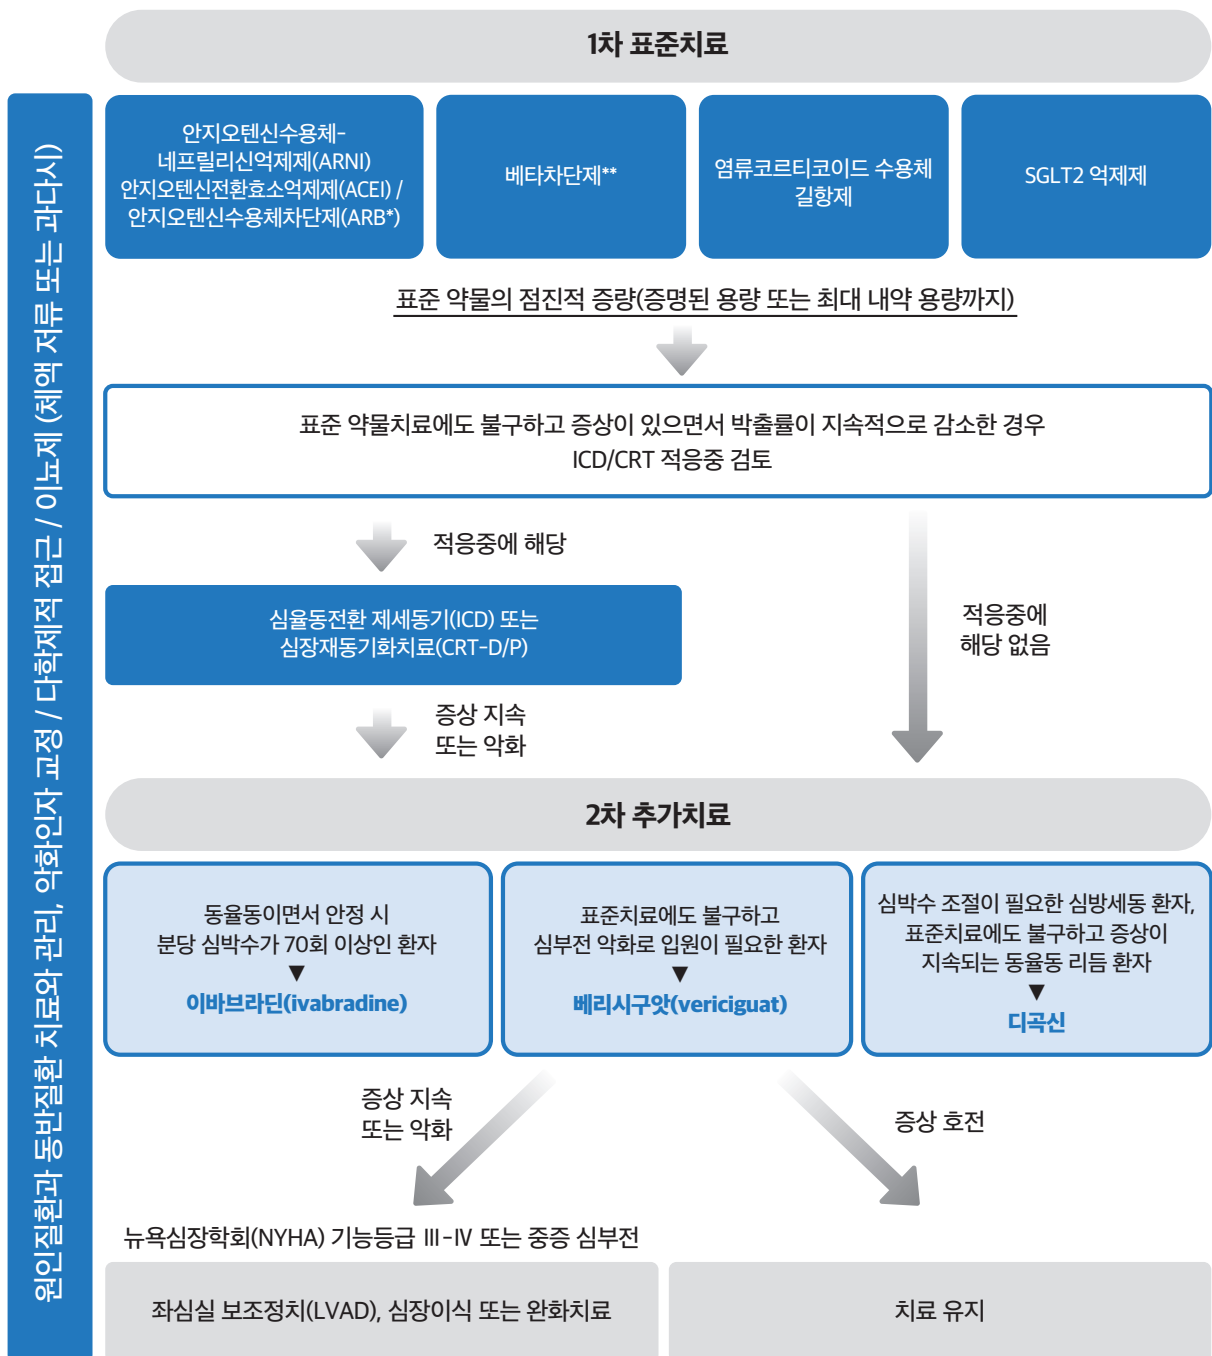 1차 표준치료
원인질환과 동반질환 치료와 관리, 악화인자 교정 / 다학제적 접근 / 이뇨제 (체액 저류 또는 과다시)
안지오텐신수용체-
네프릴리신억제제(ARNI)
안지오텐신전환효소억제제(ACEI) /
안지오텐신수용체차단제(ARB*)
베타차단제**
염류코르티코이드 수용체
길항제
SGLT2 억제제
표준 약물의 점진적 증량(증명된 용량 또는 최대 내약 용량까지)
표준 약물치료에도 불구하고 증상이 있으면서 박출률이 지속적으로 감소한 경우
ICD/CRT 적응중 검토
적응중에 해당
심율동전환 제세동기(ICD) 또는
심장재동기화치료(CRT-D/P)
적응중에
해당 없음
증상 지속
또는 악화
2차 추가치료
동율동이면서 안정 시
분당 심박수가 70회 이상인 환자
▼
이바브라딘(ivabradine)
표준치료에도 불구하고
심부전 악화로 입원이 필요한 환자
▼
베리시구앗(vericiguat)
심박수 조절이 필요한 심방세동 환자,
표준치료에도 불구하고 증상이
지속되는 동율동 리듬 환자
▼
디곡신
증상 지속
또는 악화
증상 호전
뉴욕심장학회(NYHA) 기능등급 Ⅲ-Ⅳ 또는 중증 심부전
좌심실 보조정치(LVAD), 심장이식 또는 완화치료
치료 유지